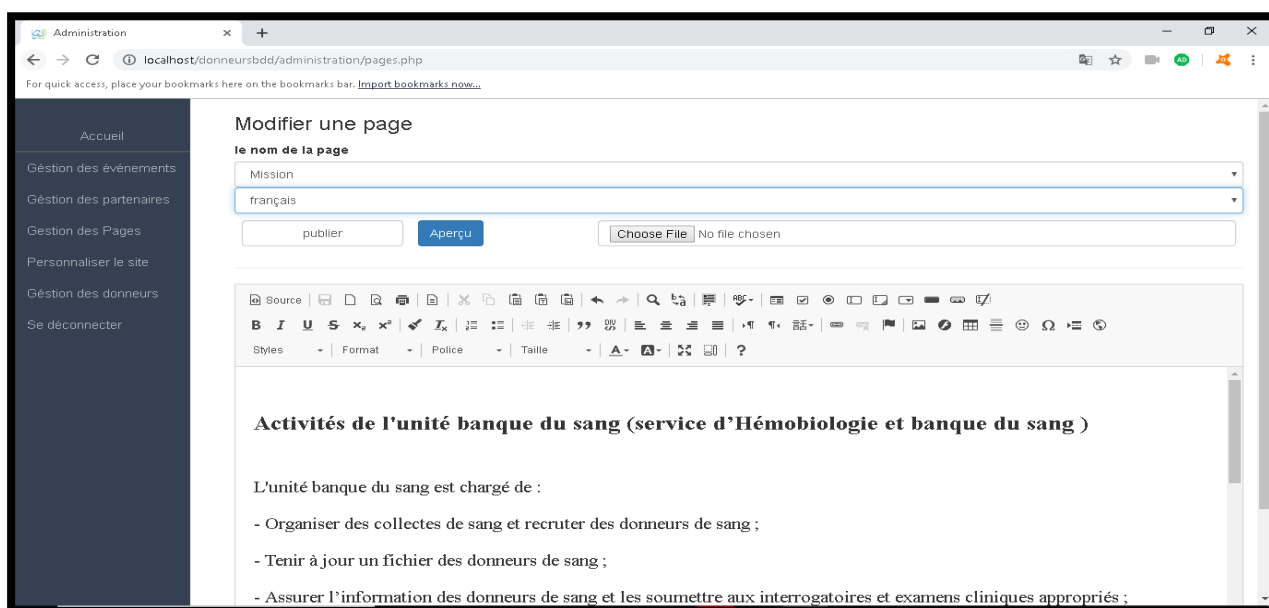 Administration
localhost/donneursbdd/administration/pages.php
For quick access, place your bookmarks here on the bookmarks bar. Import bookmarks now...
Accueil
Géstion des événements
Géstion des partenaires
Gestion des Pages
Personnaliser le site
Géstion des donneurs
Se déconnecter
Modifier une page
le nom de la page
Mission
français
publier Aperçu Choose File No file chosen
Source
B I U S x₂ x² Ix
Styles Format Police Taille A A ?
Activités de l'unité banque du sang (service d’Hémobiologie et banque du sang )
L'unité banque du sang est chargé de :
- Organiser des collectes de sang et recruter des donneurs de sang ;
- Tenir à jour un fichier des donneurs de sang ;
- Assurer l’information des donneurs de sang et les soumettre aux interrogatoires et examens cliniques appropriés ;